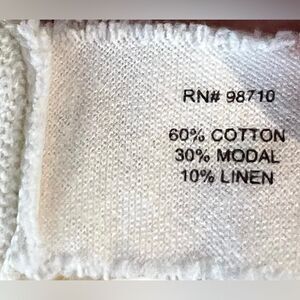 RN# 98710
60% COTTON
30% MODAL
10% LINEN